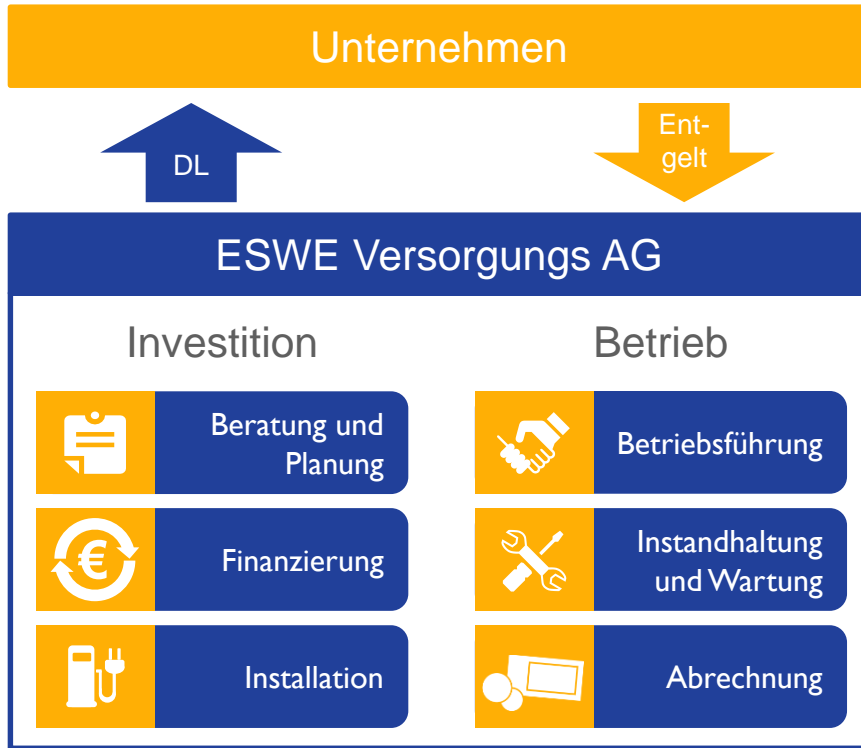 Unternehmen
DL
Ent-
gelt
ESWE Versorgungs AG
Investition
Beratung und
Planung
€
Finanzierung
Installation
Betrieb
Betriebsführung
Instandhaltung
und Wartung
Abrechnung